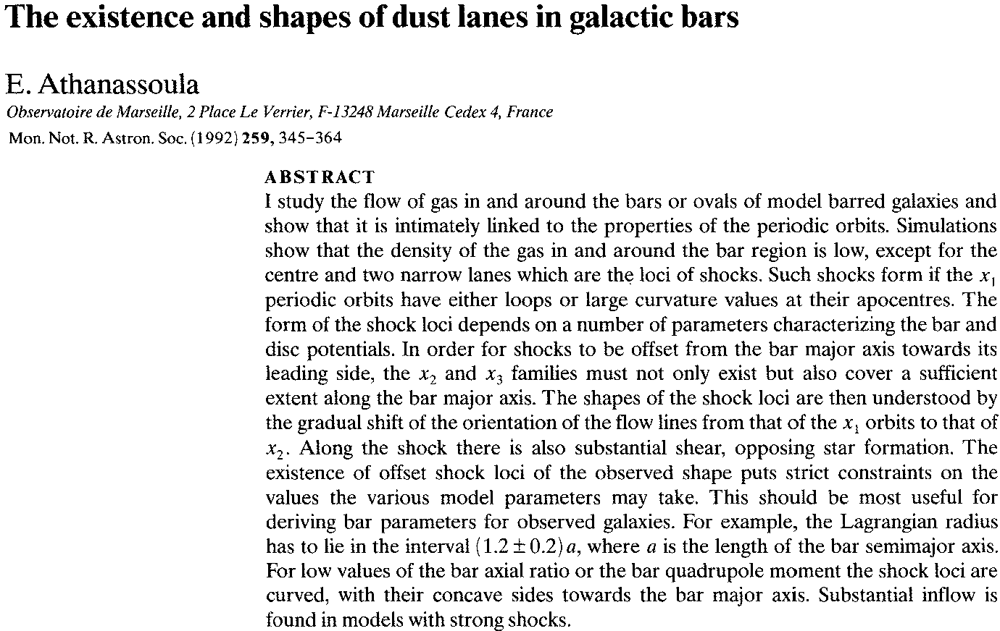 The existence and shapes of dust lanes in galactic bars
E. Athanassoula
Observatoire de Marseille, 2 Place Le Verrier, F-13248 Marseille Cedex 4, France
Mon. Not. R. Astron. Soc. (1992) 259, 345–364
ABSTRACT
I study the flow of gas in and around the bars or ovals of model barred galaxies and
show that it is intimately linked to the properties of the periodic orbits. Simulations
show that the density of the gas in and around the bar region is low, except for the
centre and two narrow lanes which are the loci of shocks. Such shocks form if the x₁
periodic orbits have either loops or large curvature values at their apocentres. The
form of the shock loci depends on a number of parameters characterizing the bar and
disc potentials. In order for shocks to be offset from the bar major axis towards its
leading side, the x₂ and x₃ families must not only exist but also cover a sufficient
extent along the bar major axis. The shapes of the shock loci are then understood by
the gradual shift of the orientation of the flow lines from that of the x₁ orbits to that of
x₂. Along the shock there is also substantial shear, opposing star formation. The
existence of offset shock loci of the observed shape puts strict constraints on the
values the various model parameters may take. This should be most useful for
deriving bar parameters for observed galaxies. For example, the Lagrangian radius
has to lie in the interval (1.2 ± 0.2) a, where a is the length of the bar semimajor axis.
For low values of the bar axial ratio or the bar quadrupole moment the shock loci are
curved, with their concave sides towards the bar major axis. Substantial inflow is
found in models with strong shocks.